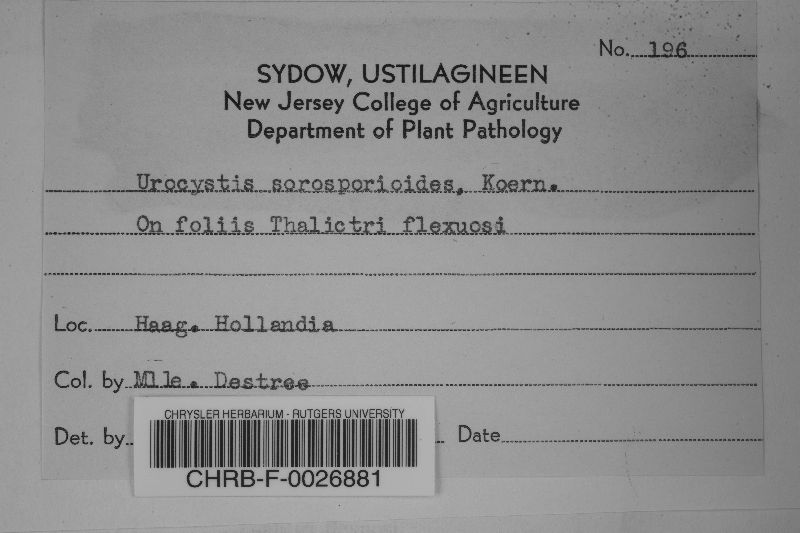 No. 196
SYDOW, USTILAGINEEN
New Jersey College of Agriculture
Department of Plant Pathology
Urocystis sorosporioides, Koern.
On foliis Thalictri flexuosi
Loc. Haag. Hollandia
Col. by Mlle. Destree
Det. by Date
CHRYSLER HERBARIUM - RUTGERS UNIVERSITY
CHRB-F-0026881